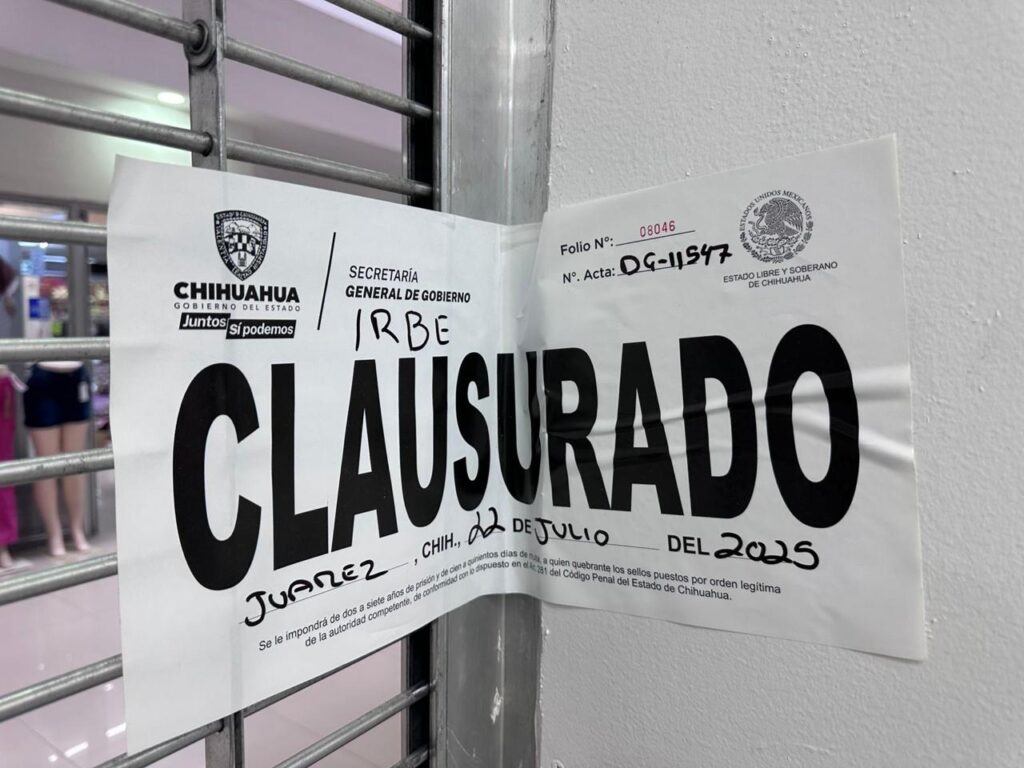 CHIHUAHUA
GOBIERNO DEL ESTADO
Juntos Sí podemos
SECRETARÍA
GENERAL DE GOBIERNO
IRBE
Folio N°: 08046
N°. Acta: DG-11547
ESTADOS UNIDOS MEXICANOS
ESTADO LIBRE Y SOBERANO
DE CHIHUAHUA
CLAUSURADO
JUAREZ, CHIH., 22 DE JULIO DEL 2025
Se le impondrá de dos a siete años de prisión y de cien a quinientos días de multa, a quien quebrante los sellos puestos por orden legítima
de la autoridad competente, de conformidad con lo dispuesto en el Art. 281 del Código Penal del Estado de Chihuahua.